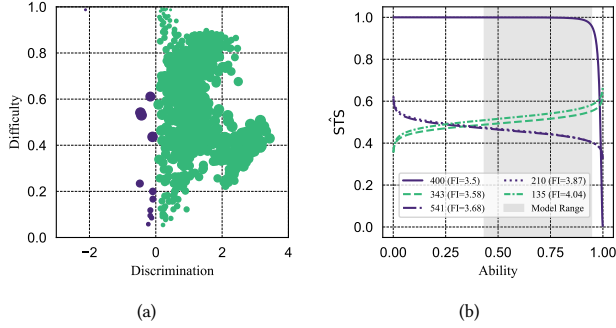 1.0
0.8
0.6
0.4
0.2
0.0
Difficulty
−2
0
2
4
Discrimination
(a)
1.0
0.8
0.6
0.4
0.2
0.0
STŜ
400 (FI=3.5)
343 (FI=3.58)
541 (FI=3.68)
210 (FI=3.87)
135 (FI=4.04)
Model Range
0.00
0.25
0.50
0.75
1.00
Ability
(b)